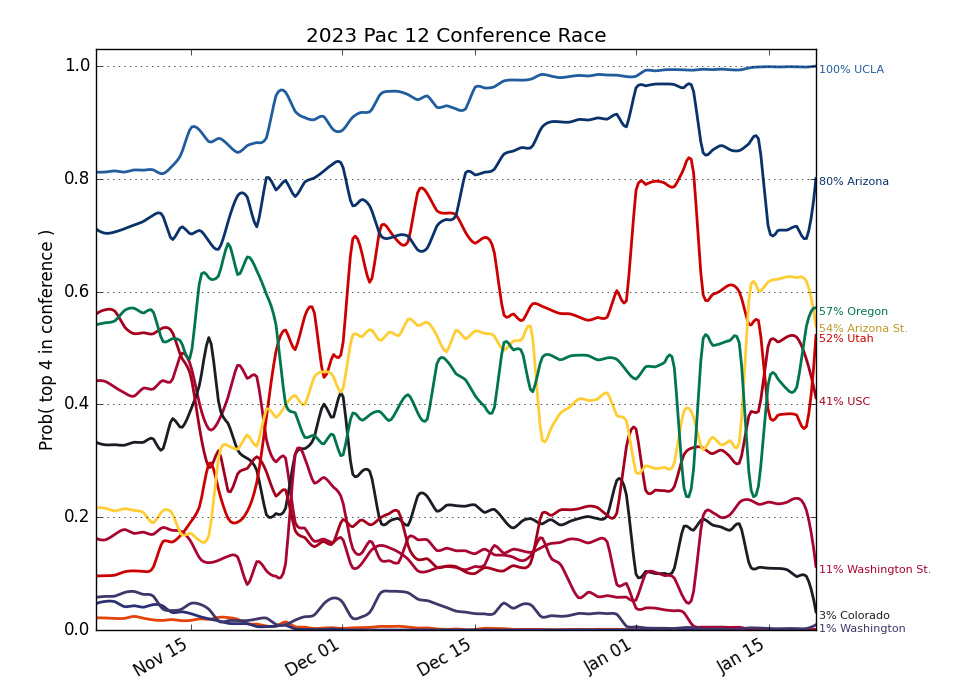 2023 Pac 12 Conference Race
Prob( top 4 in conference )
1.0
0.8
0.6
0.4
0.2
0.0
Nov 15
Dec 01
Dec 15
Jan 01
Jan 15
100% UCLA
80% Arizona
57% Oregon
54% Arizona St.
52% Utah
41% USC
11% Washington St.
3% Colorado
1% Washington